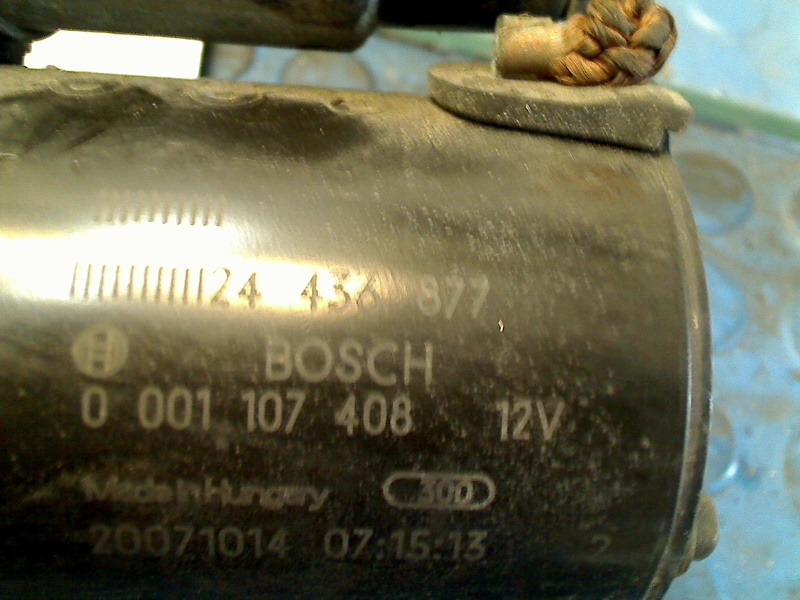 24 436 877
BOSCH
0 001 107 408 12V
Made in Hungary 300
20071014 07:15:13 2